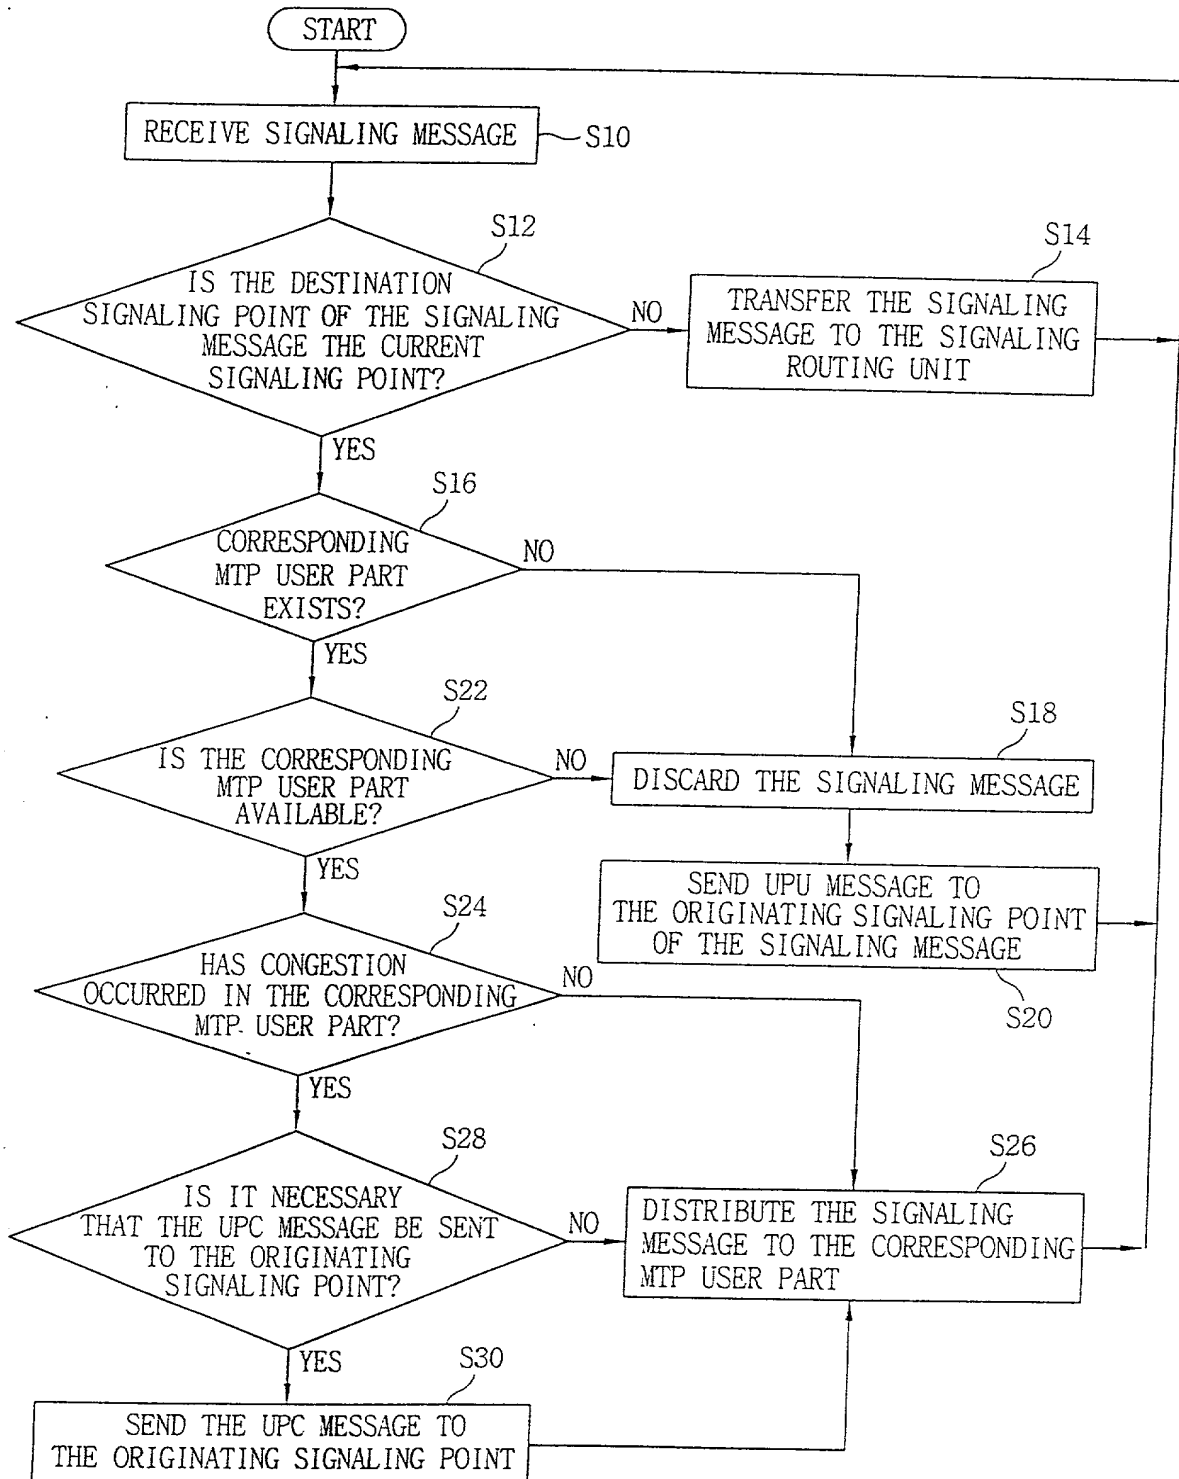 START
RECEIVE SIGNALING MESSAGE
S10
S12
IS THE DESTINATION
SIGNALING POINT OF THE SIGNALING
MESSAGE THE CURRENT
SIGNALING POINT?
NO
S14
TRANSFER THE SIGNALING
MESSAGE TO THE SIGNALING
ROUTING UNIT
YES
S16
CORRESPONDING
MTP USER PART
EXISTS?
NO
YES
S22
IS THE CORRESPONDING
MTP USER PART
AVAILABLE?
NO
S18
DISCARD THE SIGNALING MESSAGE
YES
SEND UPU MESSAGE TO
THE ORIGINATING SIGNALING POINT
OF THE SIGNALING MESSAGE
S20
S24
HAS CONGESTION
OCCURRED IN THE CORRESPONDING
MTP USER PART?
NO
YES
S28
IS IT NECESSARY
THAT THE UPC MESSAGE BE SENT
TO THE ORIGINATING
SIGNALING POINT?
NO
S26
DISTRIBUTE THE SIGNALING
MESSAGE TO THE CORRESPONDING
MTP USER PART
YES
S30
SEND THE UPC MESSAGE TO
THE ORIGINATING SIGNALING POINT